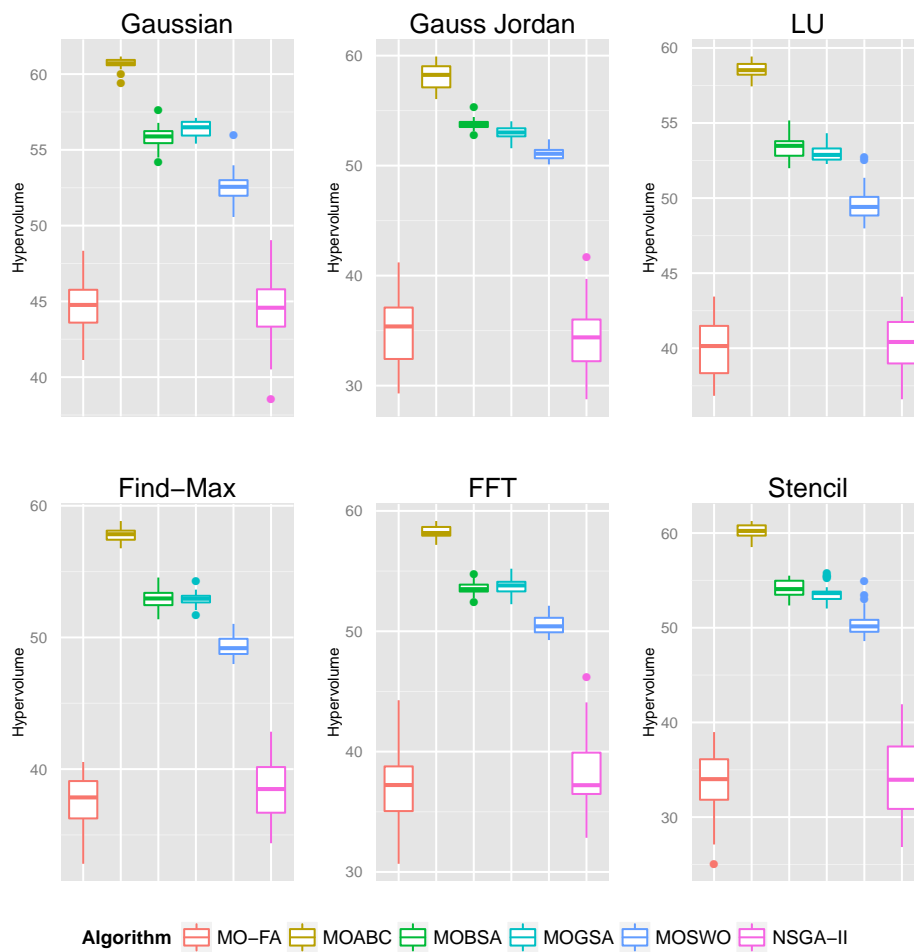 Gaussian
Gauss Jordan
LU
Hypervolume
60
55
50
45
40
Hypervolume
60
50
40
30
Hypervolume
60
55
50
45
40
Find−Max
FFT
Stencil
Hypervolume
60
50
40
Hypervolume
60
50
40
30
Hypervolume
60
50
40
30
Algorithm MO−FA MOABC MOBSA MOGSA MOSWO NSGA−II